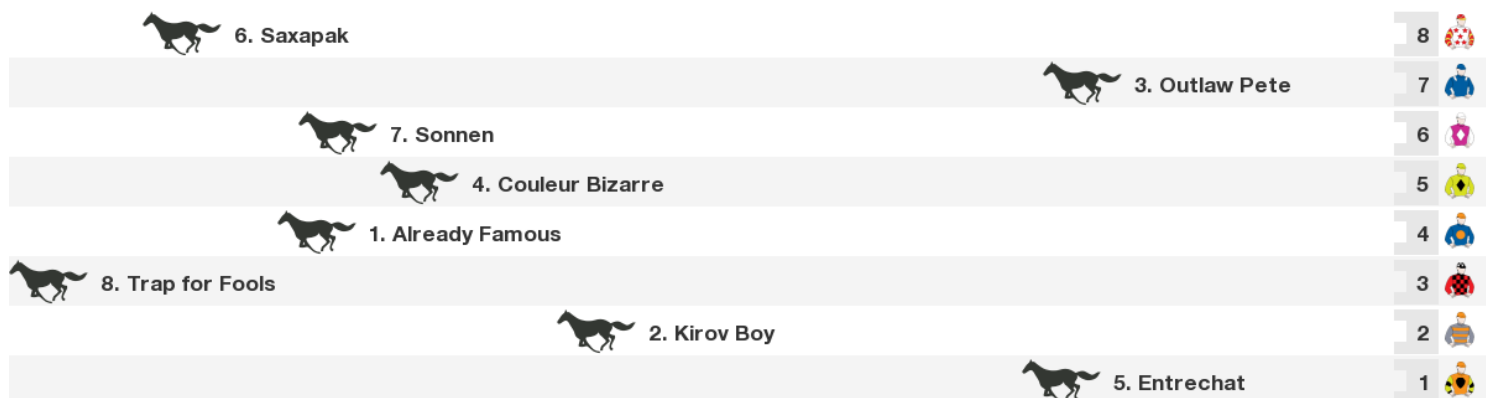 6. Saxapak 8
3. Outlaw Pete 7
7. Sonnen 6
4. Couleur Bizarre 5
1. Already Famous 4
8. Trap for Fools 3
2. Kirov Boy 2
5. Entrechat 1